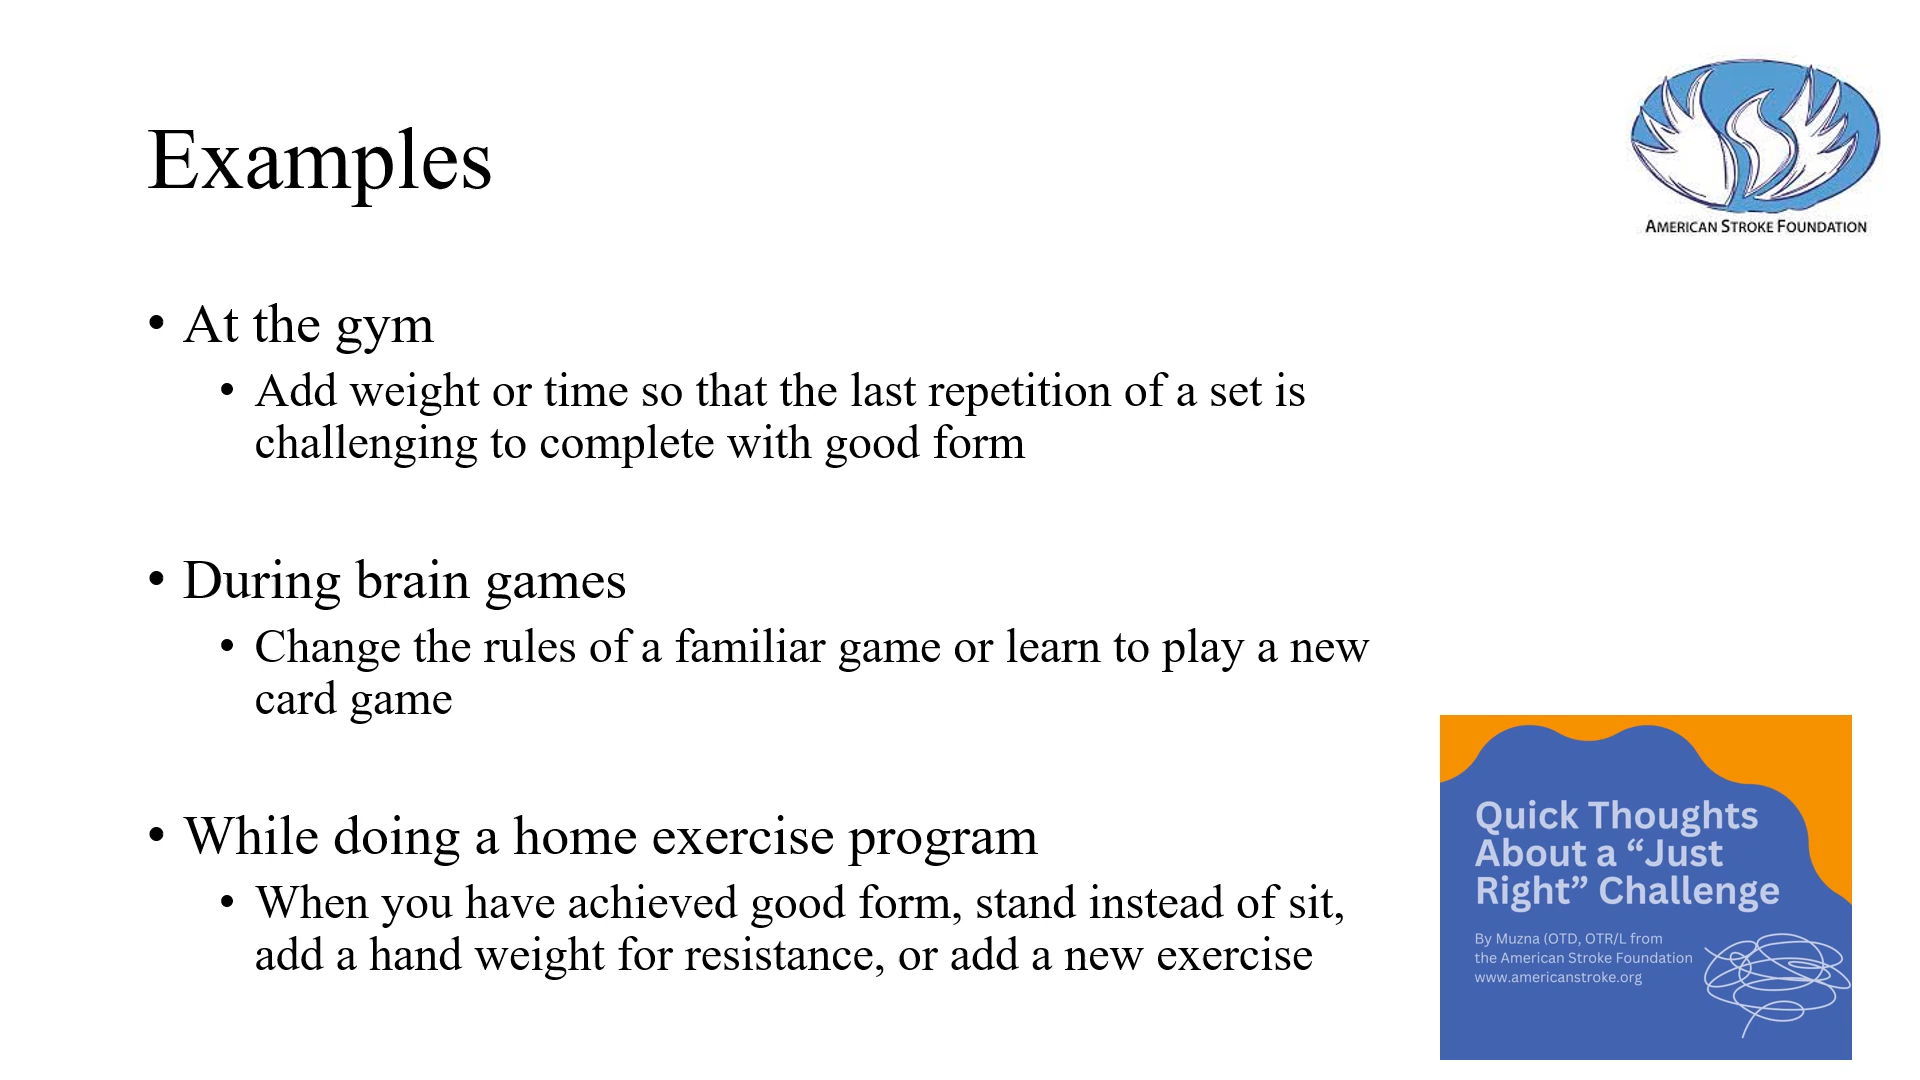 Examples
AMERICAN STROKE FOUNDATION
• At the gym
• Add weight or time so that the last repetition of a set is
challenging to complete with good form
• During brain games
• Change the rules of a familiar game or learn to play a new
card game
• While doing a home exercise program
• When you have achieved good form, stand instead of sit,
add a hand weight for resistance, or add a new exercise
Quick Thoughts
About a “Just
Right” Challenge
By Muzna (OTD, OTR/L from
the American Stroke Foundation
www.americanstroke.org